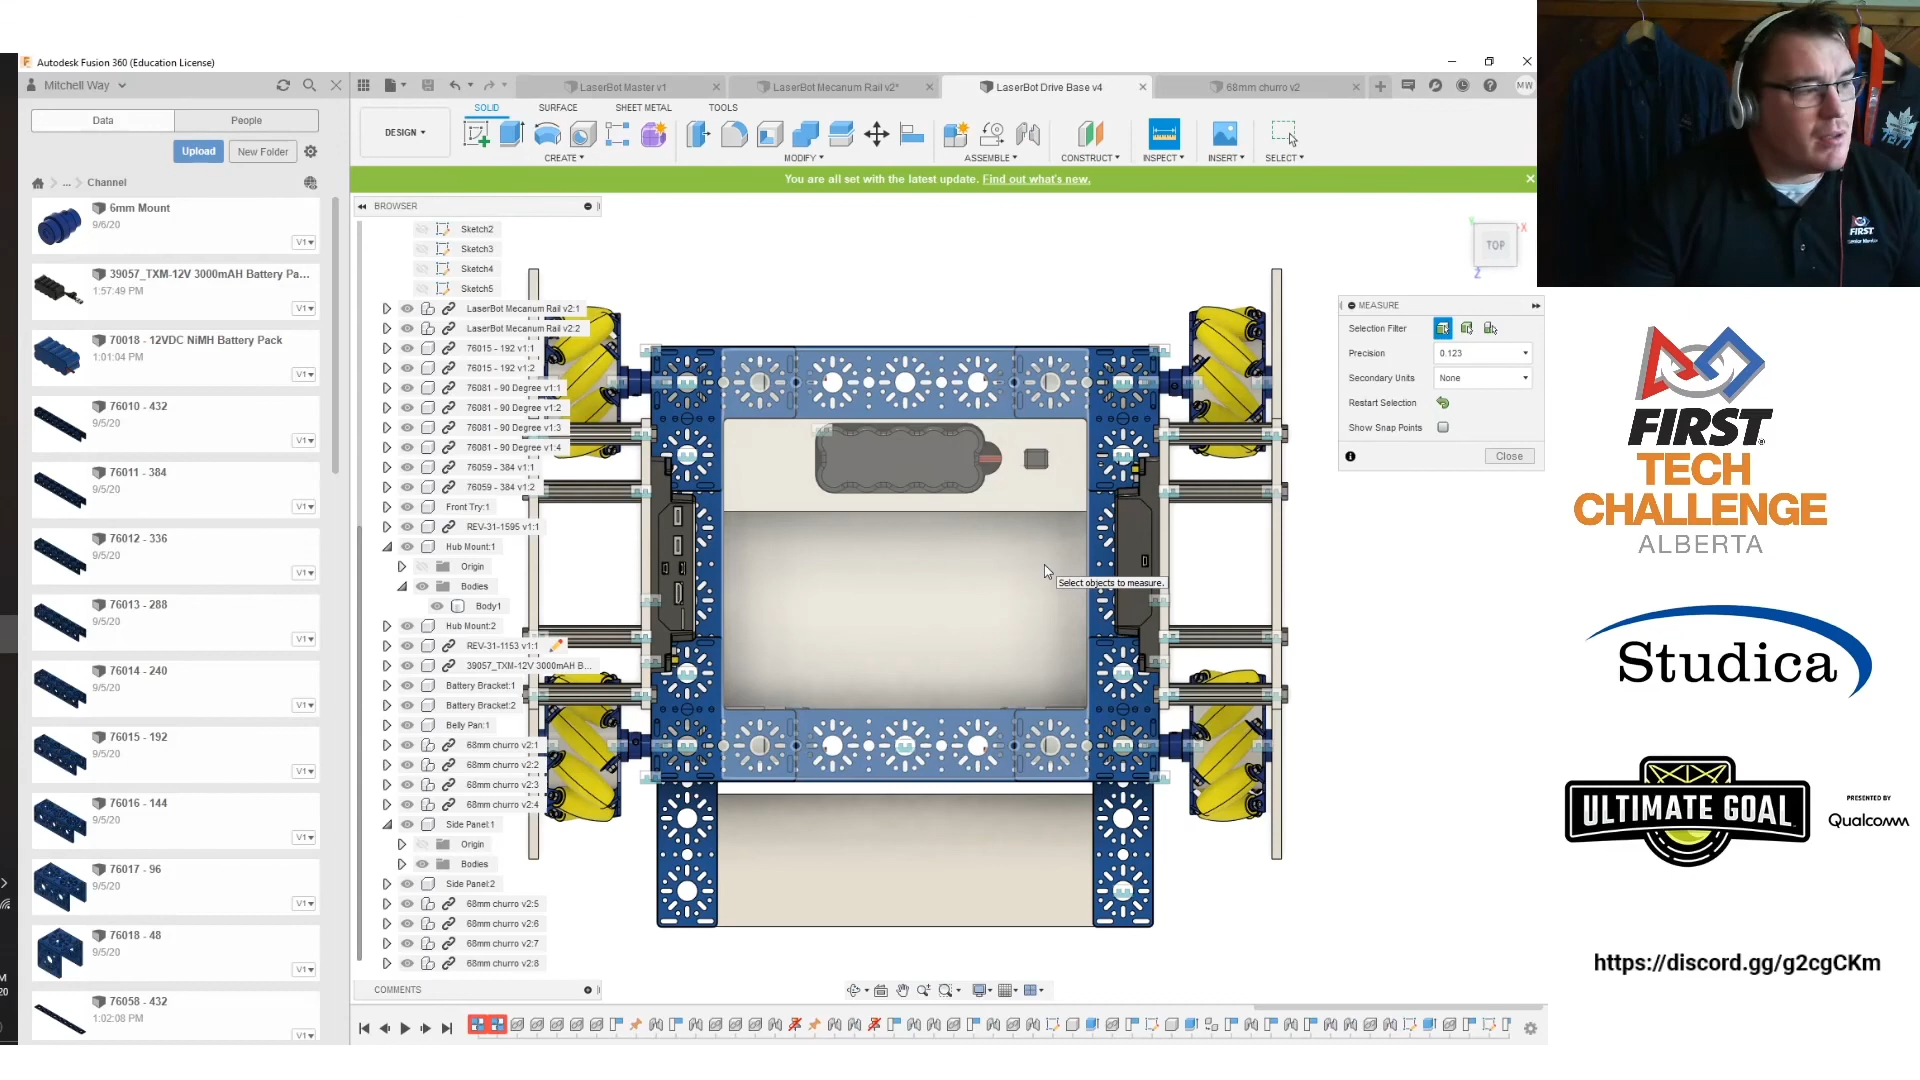 Autodesk Fusion 360 (Education License)
Mitchell Way
LaserBot Master v1
LaserBot Mecanum Rail v2*
LaserBot Drive Base v4
68mm churro v2
MW
Data
People
SOLID
SURFACE
SHEET METAL
TOOLS
DESIGN
Upload
New Folder
CREATE
MODIFY
ASSEMBLE
CONSTRUCT
INSPECT
INSERT
SELECT
You are all set with the latest update. Find out what's new.
... Channel
6mm Mount
9/6/20
V1
39057_TXM-12V 3000mAH Battery Pa...
1:57:49 PM
V1
70018 - 12VDC NiMH Battery Pack
1:01:04 PM
V1
76010 - 432
9/5/20
V1
76011 - 384
9/5/20
V1
76012 - 336
9/5/20
V1
76013 - 288
9/5/20
V1
76014 - 240
9/5/20
V1
76015 - 192
9/5/20
V1
76016 - 144
9/5/20
V1
76017 - 96
9/5/20
V1
76018 - 48
9/5/20
V1
76058 - 432
1:02:08 PM
V1
BROWSER
Sketch2
Sketch3
Sketch4
Sketch5
LaserBot Mecanum Rail v2:1
LaserBot Mecanum Rail v2:2
76015 - 192 v1:1
76015 - 192 v1:2
76081 - 90 Degree v1:1
76081 - 90 Degree v1:2
76081 - 90 Degree v1:3
76081 - 90 Degree v1:4
76059 - 384 v1:1
76059 - 384 v1:2
Front Try:1
REV-31-1595 v1:1
Hub Mount:1
Origin
Bodies
Body1
Hub Mount:2
REV-31-1153 v1:1
39057_TXM-12V 3000mAH B...
Battery Bracket:1
Battery Bracket:2
Belly Pan:1
68mm churro v2:1
68mm churro v2:2
68mm churro v2:3
68mm churro v2:4
Side Panel:1
Origin
Bodies
Side Panel:2
68mm churro v2:5
68mm churro v2:6
68mm churro v2:7
68mm churro v2:8
COMMENTS
TOP
X
Z
MEASURE
Selection Filter
Precision 0.123
Secondary Units None
Restart Selection
Show Snap Points
Close
Select objects to measure.
FIRST
FIRST
TECH
CHALLENGE
ALBERTA
Studica
ULTIMATE GOAL
PRESENTED BY
Qualcomm
https://discord.gg/g2cgCKm